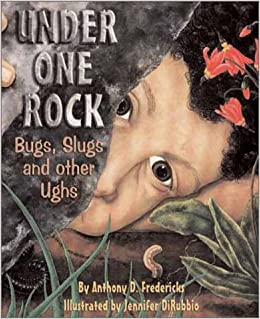 UNDER
ONE
ROCK
Bugs, Slugs
and other
Ughs
By Anthony D. Fredericks
Illustrated by Jennifer DiRubbio